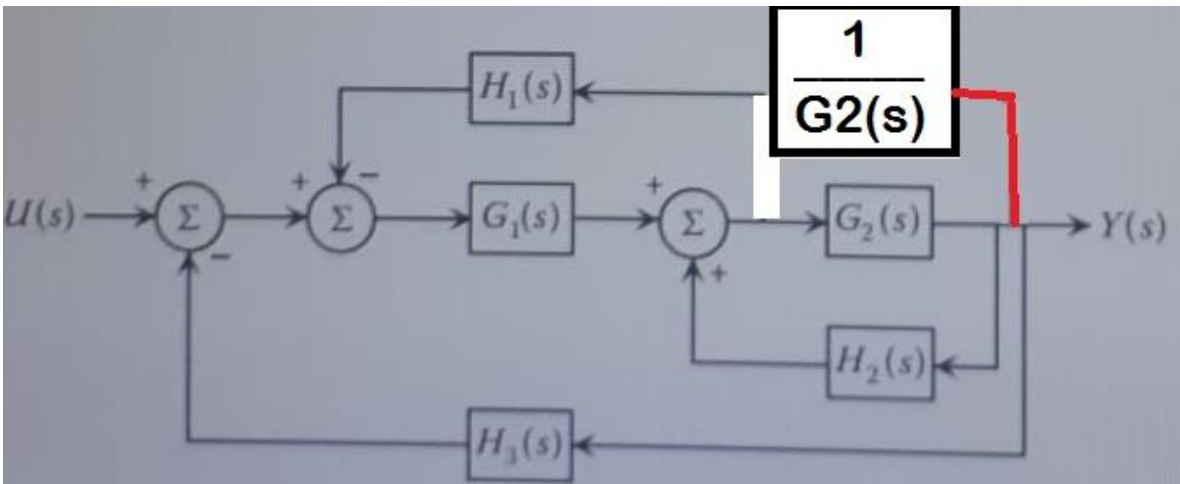 1
G2(s)
H₁(s)
+
+
−
+
U(s)
Σ
Σ
G₁(s)
Σ
G₂(s)
Y(s)
−
+
H₂(s)
H₃(s)